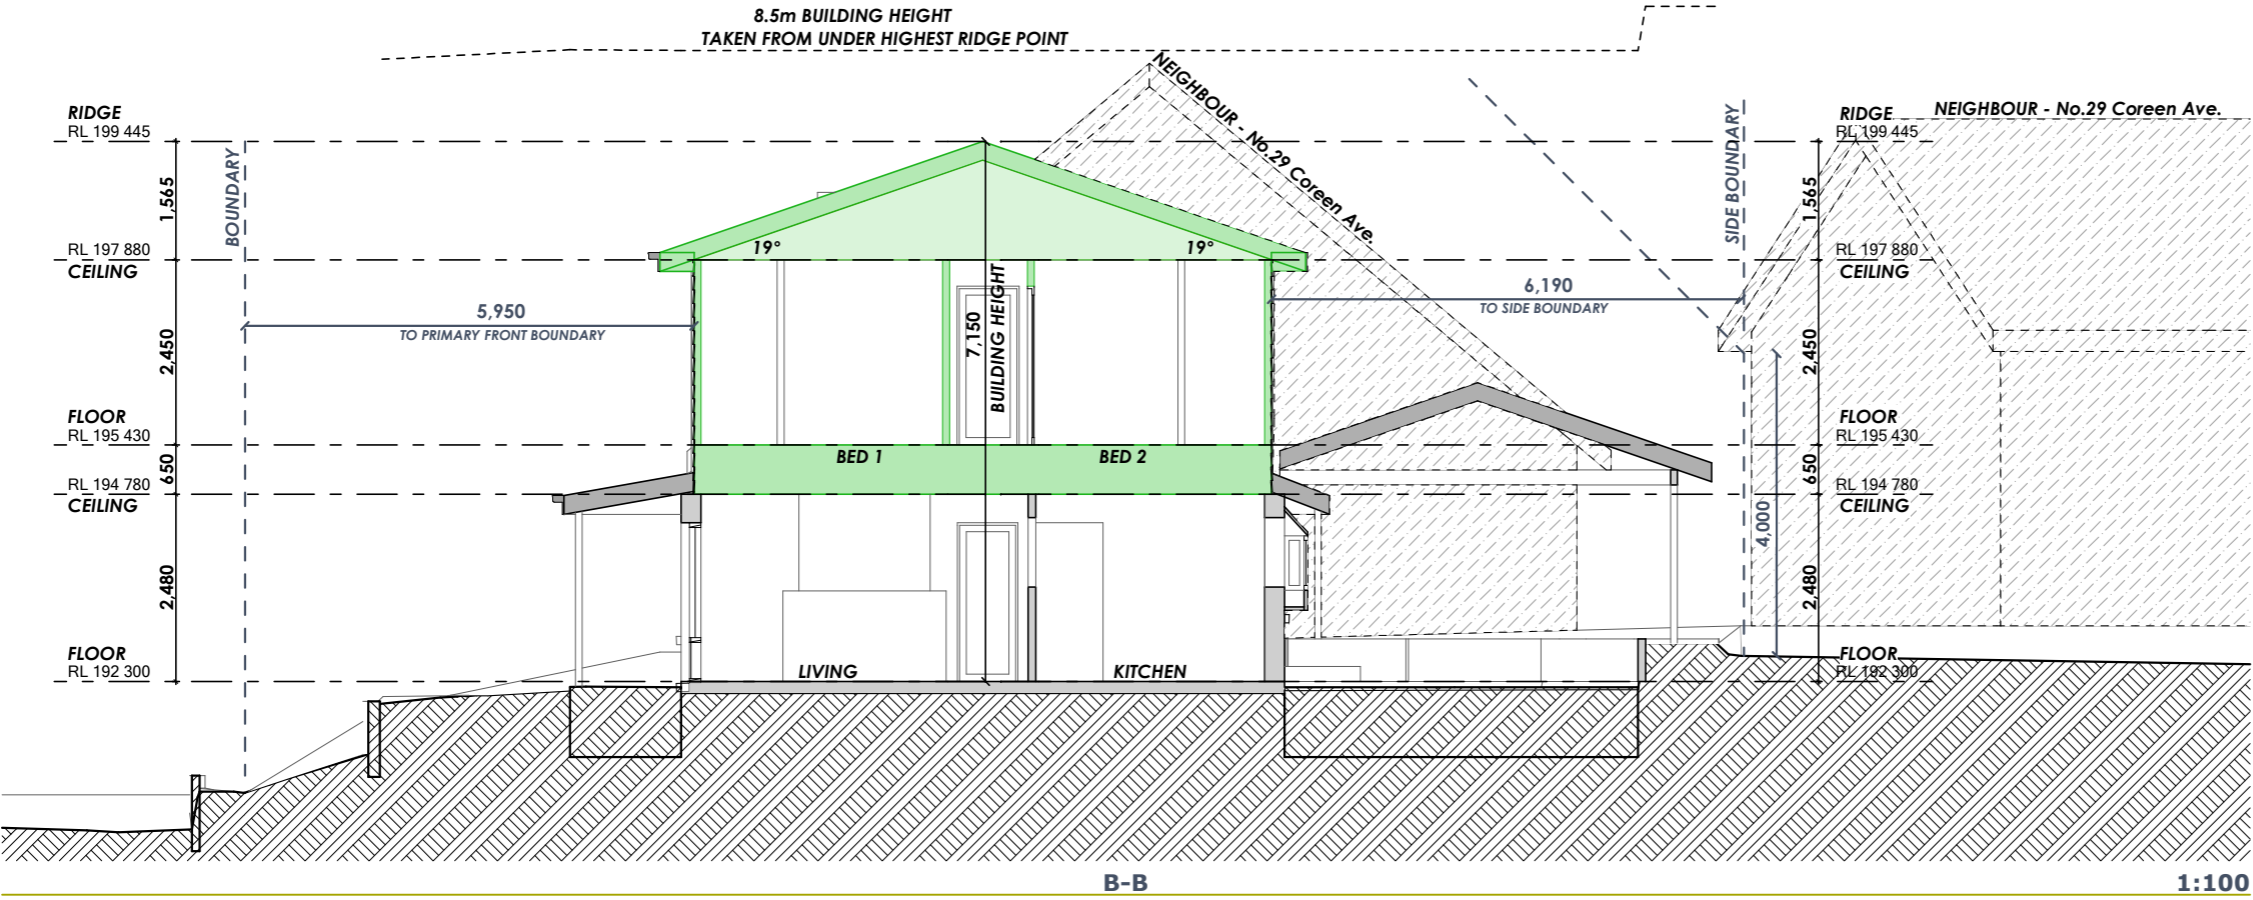 8.5m BUILDING HEIGHT
TAKEN FROM UNDER HIGHEST RIDGE POINT
RIDGE
RL 199 445
BOUNDARY
1,565
RL 197 880
CEILING
5,950
TO PRIMARY FRONT BOUNDARY
2,450
FLOOR
RL 195 430
650
RL 194 780
CEILING
2,480
FLOOR
RL 192 300
19°
19°
7,150
BUILDING HEIGHT
BED 1
BED 2
LIVING
KITCHEN
NEIGHBOUR - No.29 Coreen Ave.
6,190
TO SIDE BOUNDARY
SIDE BOUNDARY
4,000
RIDGE
RL 199 445
NEIGHBOUR - No.29 Coreen Ave.
1,565
RL 197 880
CEILING
2,450
FLOOR
RL 195 430
650
RL 194 780
CEILING
2,480
FLOOR
RL 192 300
B-B
1:100